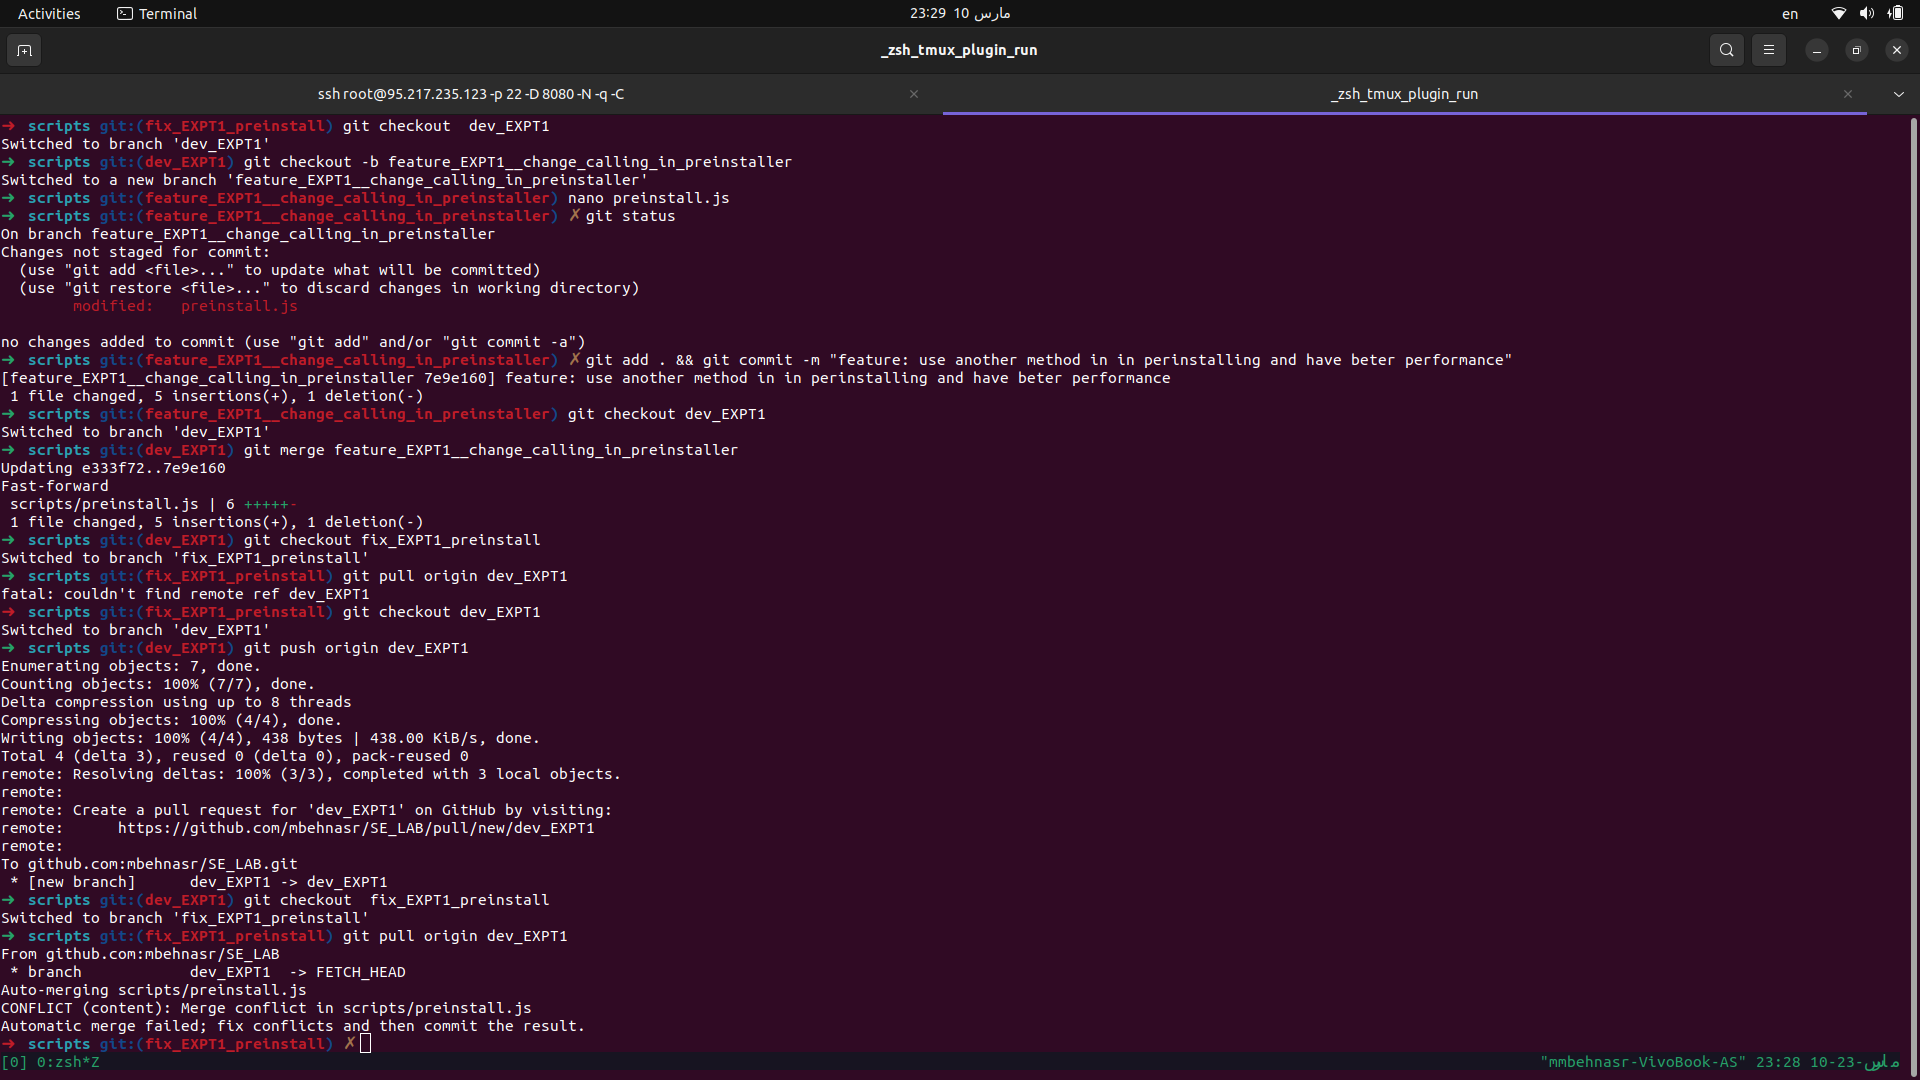 Activities Terminal 23:29 10 مارس en
_zsh_tmux_plugin_run
ssh root@95.217.235.123 -p 22 -D 8080 -N -q -C × _zsh_tmux_plugin_run ×
➜ scripts git:(fix_EXPT1_preinstall) git checkout  dev_EXPT1
Switched to branch 'dev_EXPT1'
➜ scripts git:(dev_EXPT1) git checkout -b feature_EXPT1__change_calling_in_preinstaller
Switched to a new branch 'feature_EXPT1__change_calling_in_preinstaller'
➜ scripts git:(feature_EXPT1__change_calling_in_preinstaller) nano preinstall.js
➜ scripts git:(feature_EXPT1__change_calling_in_preinstaller) ✗ git status
On branch feature_EXPT1__change_calling_in_preinstaller
Changes not staged for commit:
(use "git add <file>..." to update what will be committed)
(use "git restore <file>..." to discard changes in working directory)
modified:   preinstall.js
no changes added to commit (use "git add" and/or "git commit -a")
➜ scripts git:(feature_EXPT1__change_calling_in_preinstaller) ✗ git add . && git commit -m "feature: use another method in in perinstalling and have beter performance"
[feature_EXPT1__change_calling_in_preinstaller 7e9e160] feature: use another method in in perinstalling and have beter performance
1 file changed, 5 insertions(+), 1 deletion(-)
➜ scripts git:(feature_EXPT1__change_calling_in_preinstaller) git checkout dev_EXPT1
Switched to branch 'dev_EXPT1'
➜ scripts git:(dev_EXPT1) git merge feature_EXPT1__change_calling_in_preinstaller
Updating e333f72..7e9e160
Fast-forward
scripts/preinstall.js | 6 +++++-
1 file changed, 5 insertions(+), 1 deletion(-)
➜ scripts git:(dev_EXPT1) git checkout fix_EXPT1_preinstall
Switched to branch 'fix_EXPT1_preinstall'
➜ scripts git:(fix_EXPT1_preinstall) git pull origin dev_EXPT1
fatal: couldn't find remote ref dev_EXPT1
➜ scripts git:(fix_EXPT1_preinstall) git checkout dev_EXPT1
Switched to branch 'dev_EXPT1'
➜ scripts git:(dev_EXPT1) git push origin dev_EXPT1
Enumerating objects: 7, done.
Counting objects: 100% (7/7), done.
Delta compression using up to 8 threads
Compressing objects: 100% (4/4), done.
Writing objects: 100% (4/4), 438 bytes | 438.00 KiB/s, done.
Total 4 (delta 3), reused 0 (delta 0), pack-reused 0
remote: Resolving deltas: 100% (3/3), completed with 3 local objects.
remote:
remote: Create a pull request for 'dev_EXPT1' on GitHub by visiting:
remote:      https://github.com/mbehnasr/SE_LAB/pull/new/dev_EXPT1
remote:
To github.com:mbehnasr/SE_LAB.git
* [new branch]      dev_EXPT1 -> dev_EXPT1
➜ scripts git:(dev_EXPT1) git checkout  fix_EXPT1_preinstall
Switched to branch 'fix_EXPT1_preinstall'
➜ scripts git:(fix_EXPT1_preinstall) git pull origin dev_EXPT1
From github.com:mbehnasr/SE_LAB
* branch            dev_EXPT1  -> FETCH_HEAD
Auto-merging scripts/preinstall.js
CONFLICT (content): Merge conflict in scripts/preinstall.js
Automatic merge failed; fix conflicts and then commit the result.
➜ scripts git:(fix_EXPT1_preinstall) ✗
[0] 0:zsh*Z "mmbehnasr-VivoBook-AS" 23:28 10-مارس-23